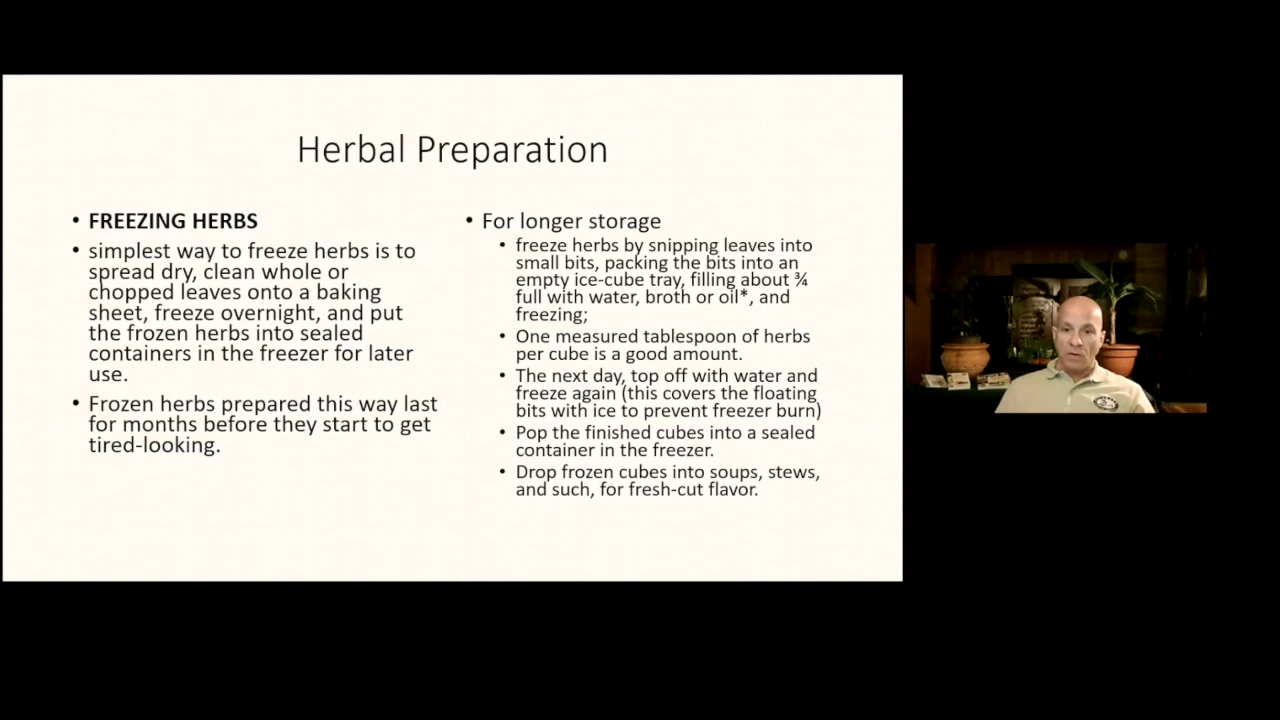 Herbal Preparation
• FREEZING HERBS
• simplest way to freeze herbs is to
spread dry, clean whole or
chopped leaves onto a baking
sheet, freeze overnight, and put
the frozen herbs into sealed
containers in the freezer for later
use.
• Frozen herbs prepared this way last
for months before they start to get
tired-looking.
• For longer storage
• freeze herbs by snipping leaves into
small bits, packing the bits into an
empty ice-cube tray, filling about ¾
full with water, broth or oil*, and
freezing;
• One measured tablespoon of herbs
per cube is a good amount.
• The next day, top off with water and
freeze again (this covers the floating
bits with ice to prevent freezer burn)
• Pop the finished cubes into a sealed
container in the freezer.
• Drop frozen cubes into soups, stews,
and such, for fresh-cut flavor.